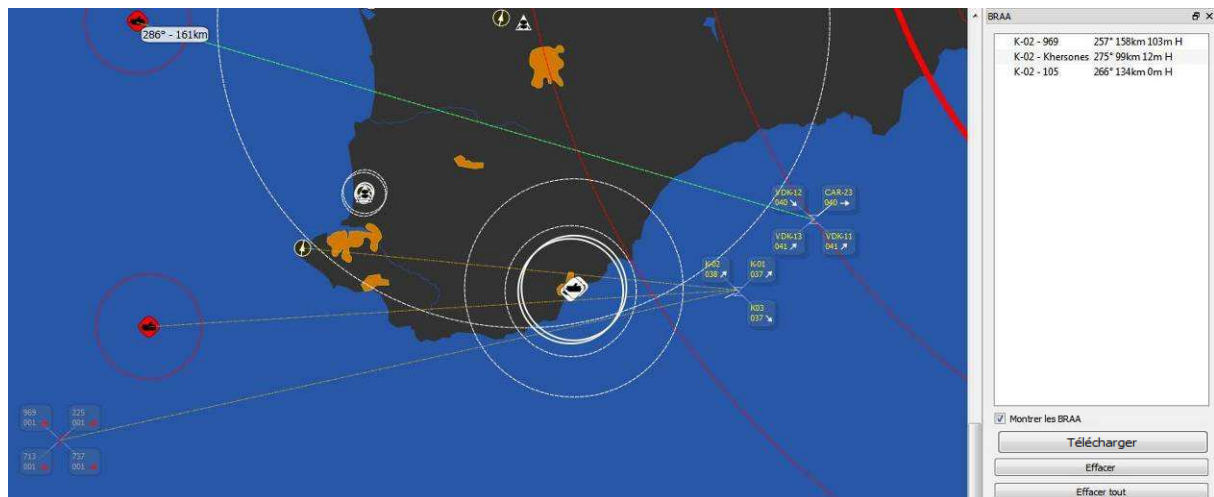 286° - 161km
VDK-12
040
CAR-23
040
VDK-13
041
VDK-11
041
K-02
038
K-01
037
K03
037
969
001
225
001
713
001
737
001
BRAA
K-02 - 969 257° 158km 103m H
K-02 - Khersones 275° 99km 12m H
K-02 - 105 266° 134km 0m H
Montrer les BRAA
Télécharger
Effacer
Effacer tout